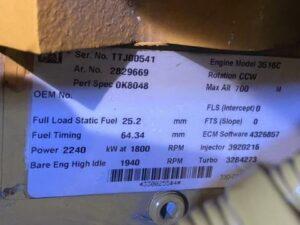 Ser. No. TTJ00541 Engine Model 3516C
Ar. No. 2829669 Rotation CCW
Perf Spec 0K8048 Max Alt 700 M
OEM No.
FLS (Intercept) 0
Full Load Static Fuel 25.2 mm FTS (Slope) 0
Fuel Timing 64.34 mm ECM Software 4326857
Power 2240 kW at 1800 RPM Injector 3920216
Bare Eng High Idle 1940 RPM Turbo 3284273